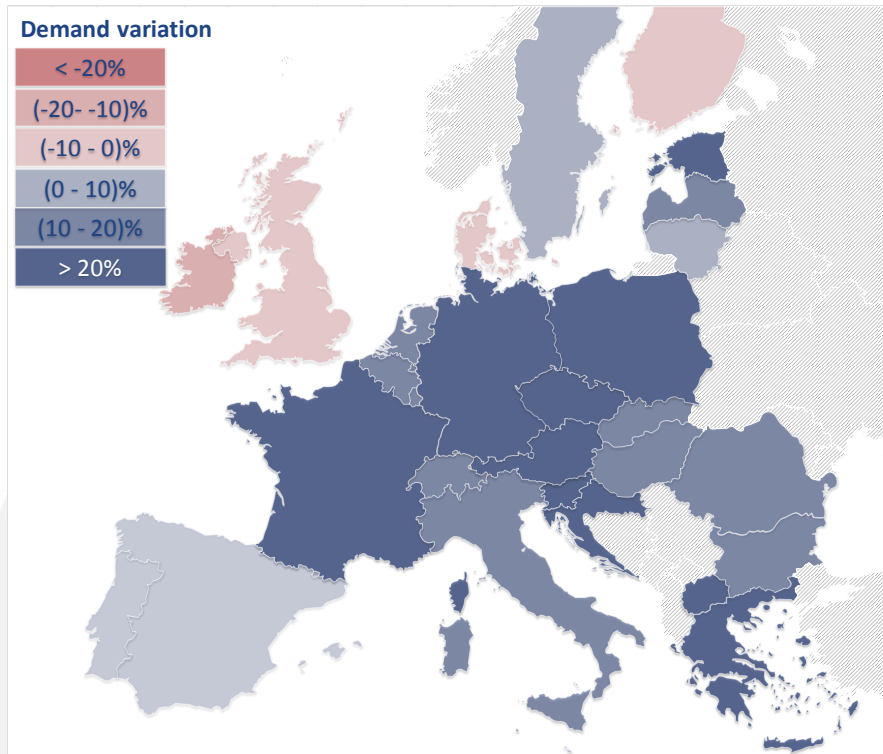 Demand variation
< -20%
(-20- -10)%
(-10 - 0)%
(0 - 10)%
(10 - 20)%
> 20%